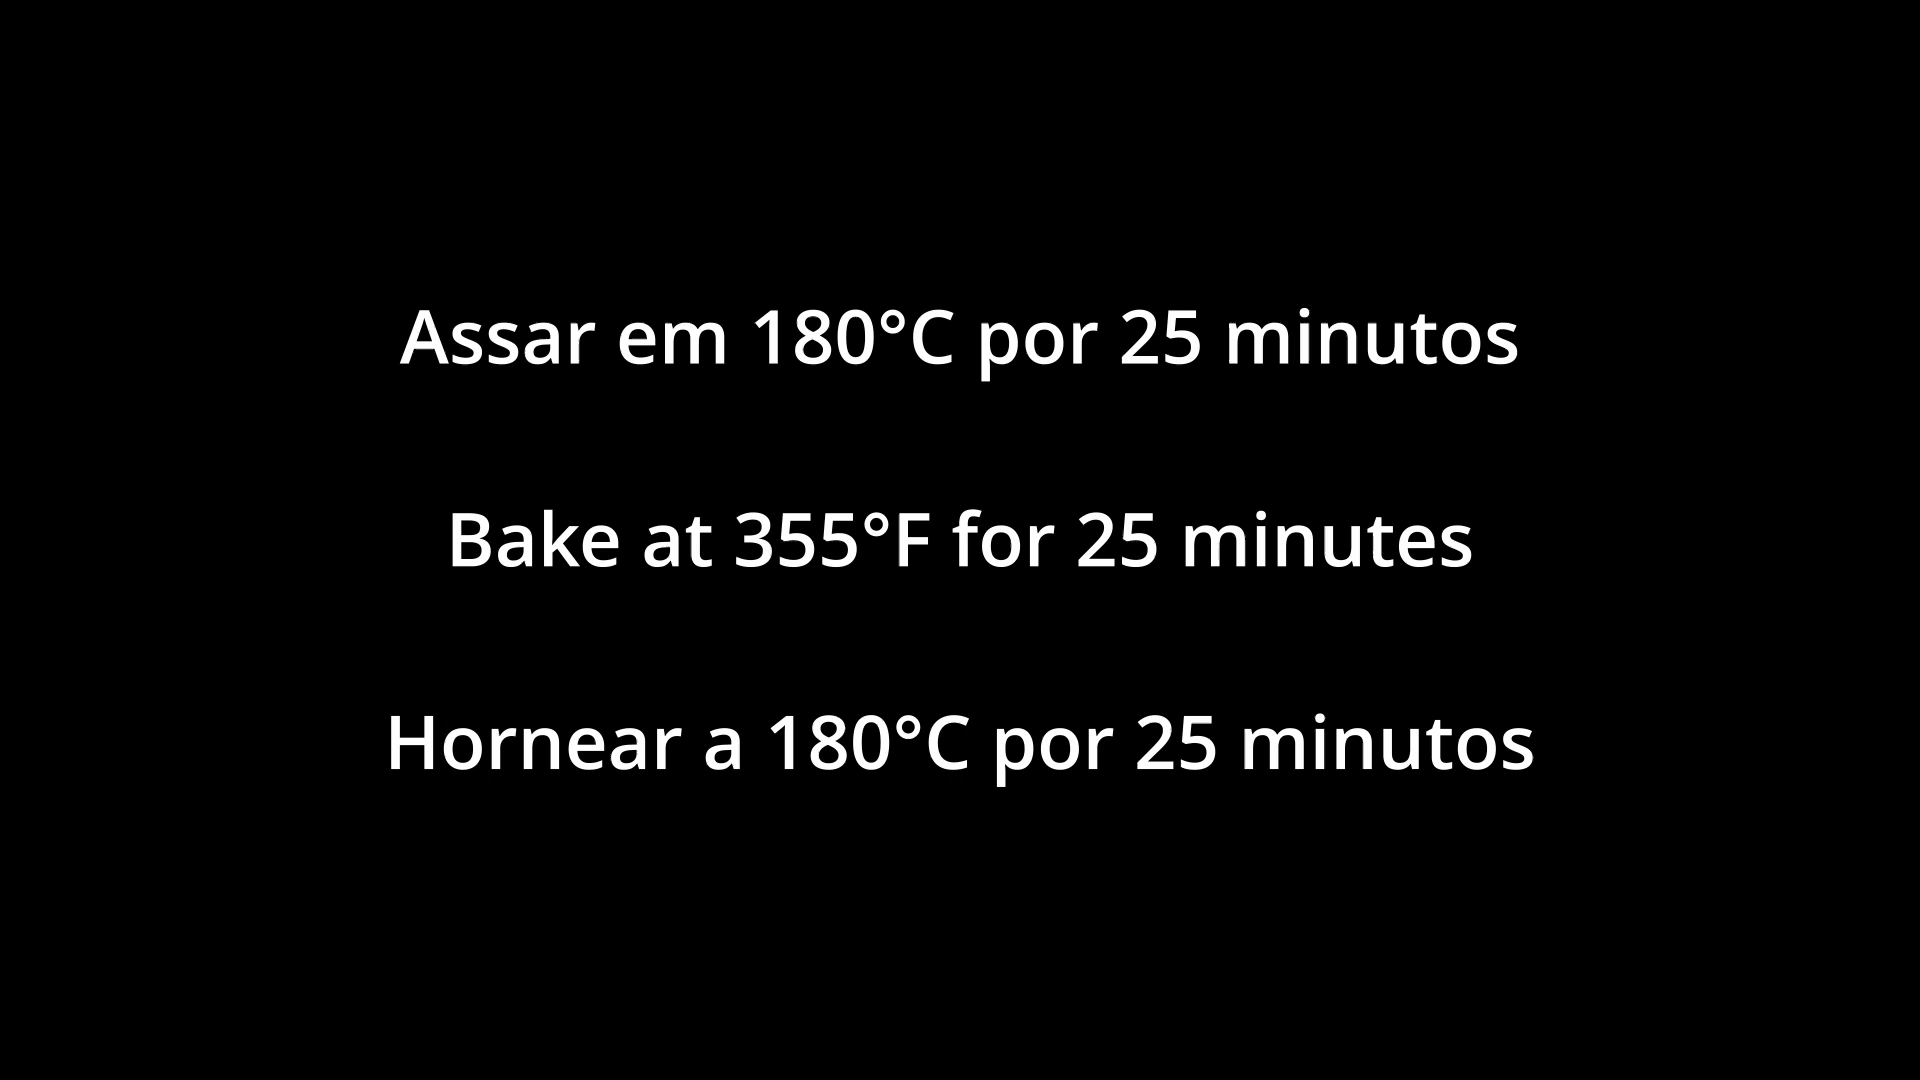 Assar em 180°C por 25 minutos
Bake at 355°F for 25 minutes
Hornear a 180°C por 25 minutos